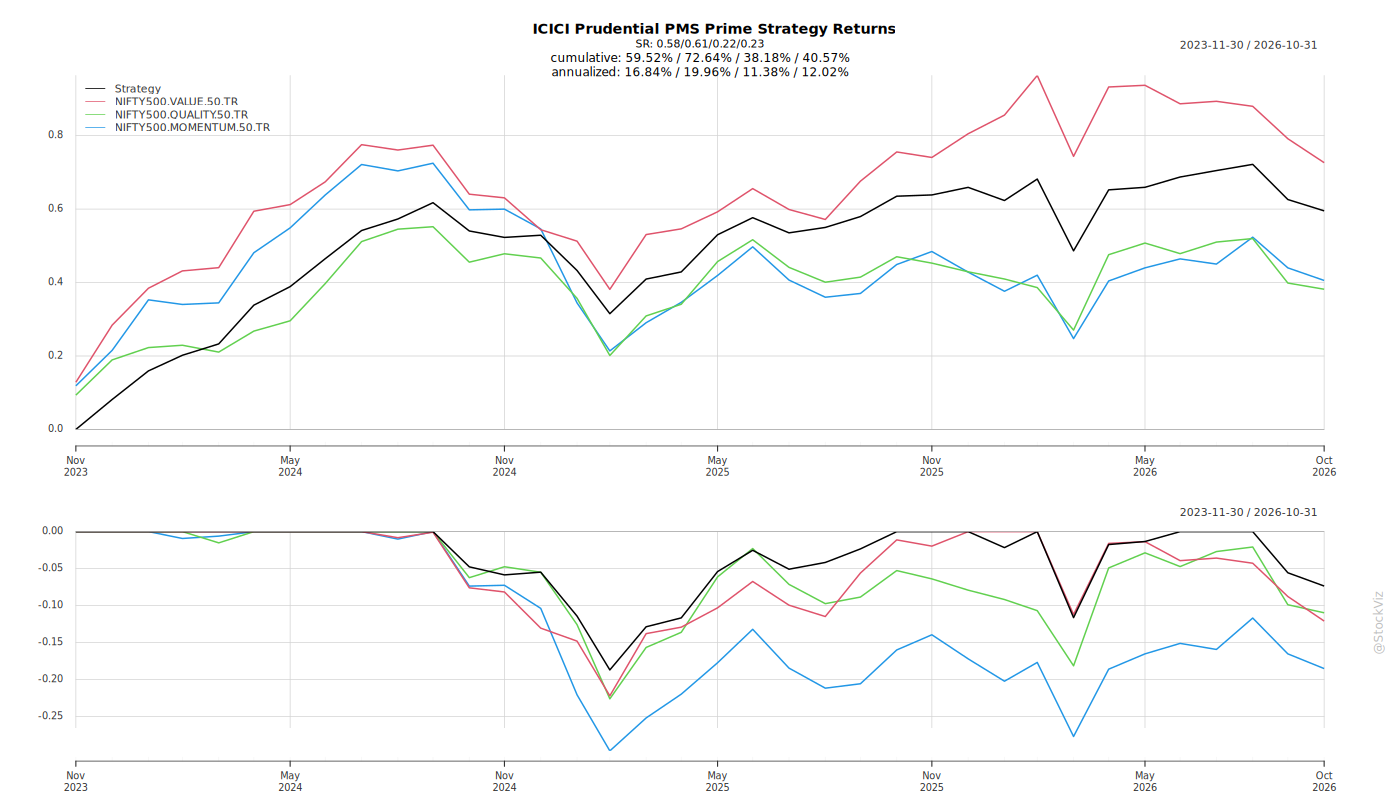 ICICI Prudential PMS Prime Strategy Returns
SR: 0.58/0.61/0.22/0.23
cumulative: 59.52% / 72.64% / 38.18% / 40.57%
annualized: 16.84% / 19.96% / 11.38% / 12.02%
2023-11-30 / 2026-10-31
Strategy
NIFTY500.VALUE.50.TR
NIFTY500.QUALITY.50.TR
NIFTY500.MOMENTUM.50.TR
0.8
0.6
0.4
0.2
0.0
Nov May Nov May Nov May Oct
2023 2024 2024 2025 2025 2026 2026
2023-11-30 / 2026-10-31
0.00
-0.05
-0.10
-0.15
-0.20
-0.25
Nov May Nov May Nov May Oct
2023 2024 2024 2025 2025 2026 2026
@StockViz